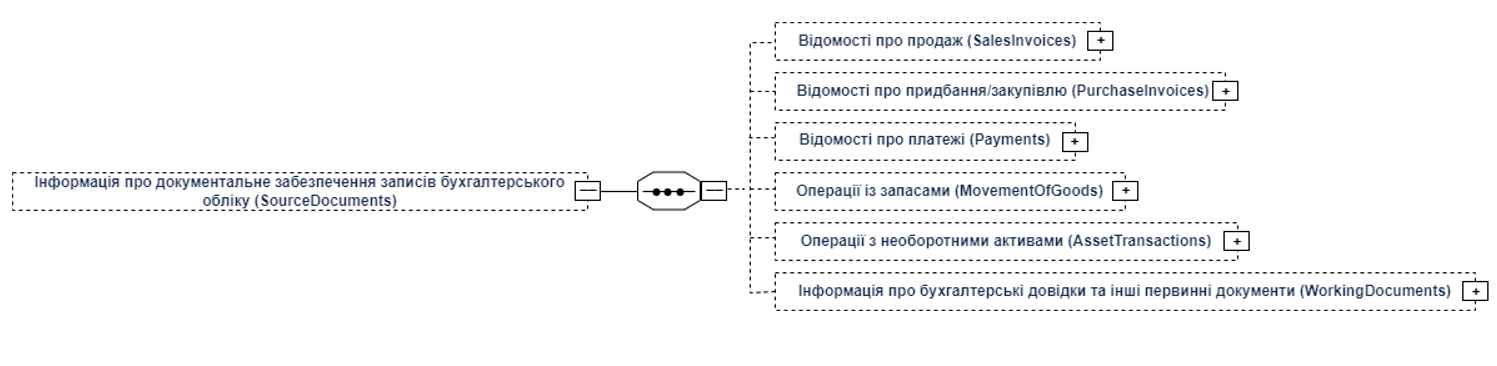 Відомості про продаж (SalesInvoices)
Відомості про придбання/закупівлю (PurchaseInvoices)
Відомості про платежі (Payments)
Інформація про документальне забезпечення записів бухгалтерського
обліку (SourceDocuments)
Операції із запасами (MovementOfGoods)
Операції з необоротними активами (AssetTransactions)
Інформація про бухгалтерські довідки та інші первинні документи (WorkingDocuments)